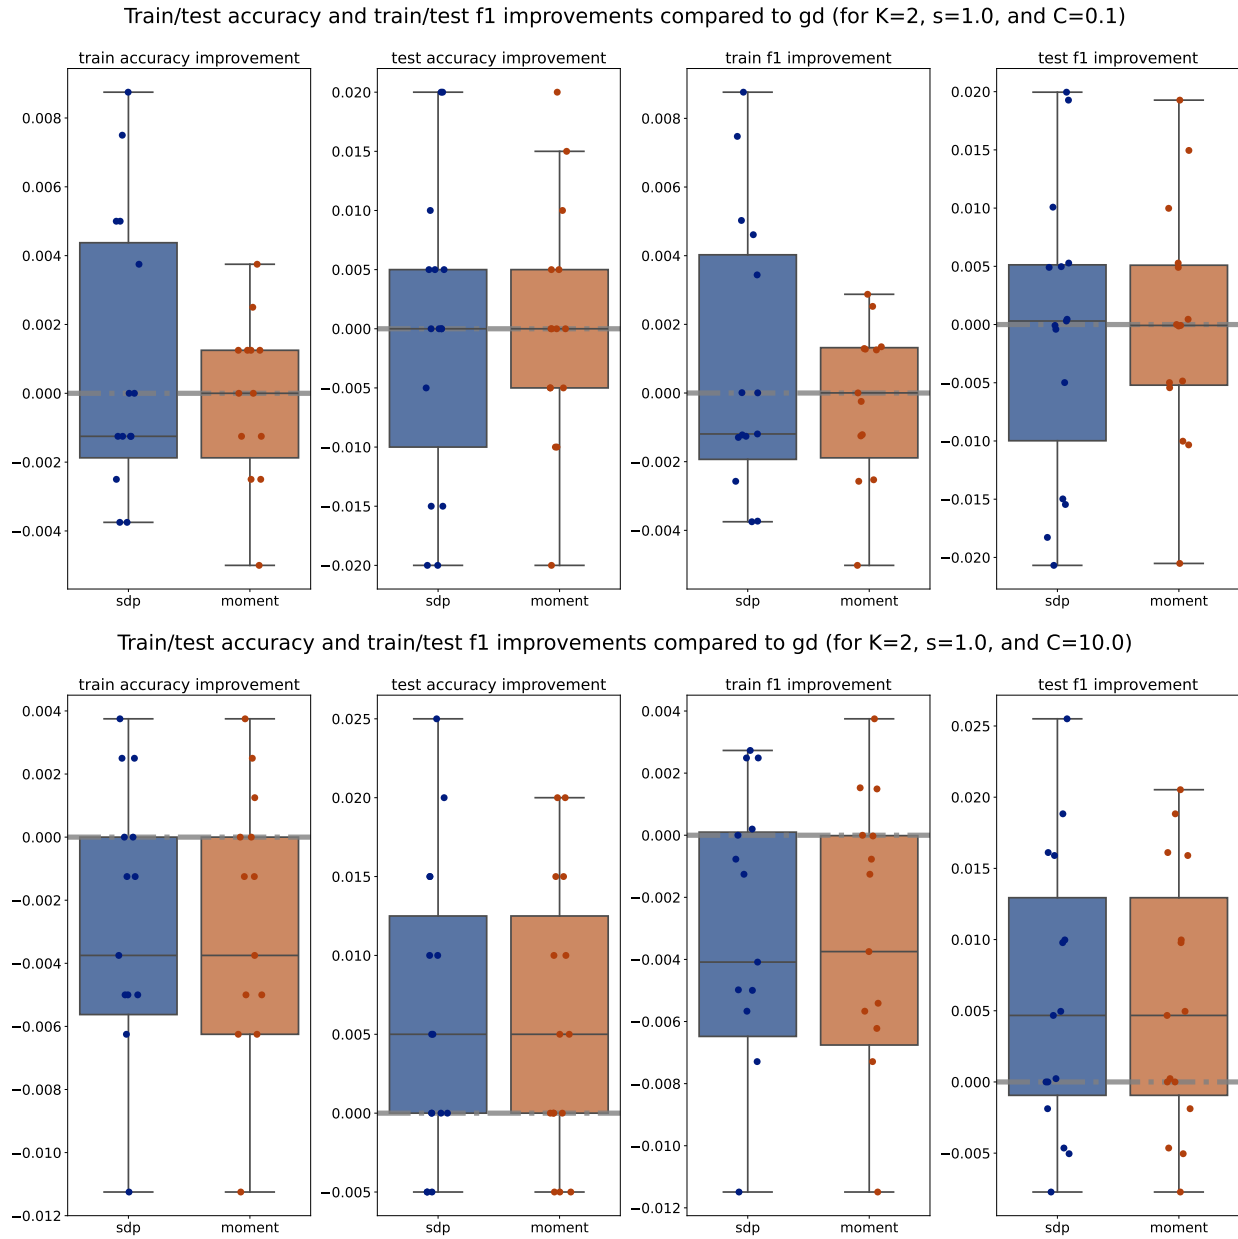 Train/test accuracy and train/test f1 improvements compared to gd (for K=2, s=1.0, and C=0.1)
train accuracy improvement
0.008
0.006
0.004
0.002
0.000
−0.002
−0.004
sdp
moment
test accuracy improvement
0.020
0.015
0.010
0.005
0.000
−0.005
−0.010
−0.015
−0.020
sdp
moment
train f1 improvement
0.008
0.006
0.004
0.002
0.000
−0.002
−0.004
sdp
moment
test f1 improvement
0.020
0.015
0.010
0.005
0.000
−0.005
−0.010
−0.015
−0.020
sdp
moment
Train/test accuracy and train/test f1 improvements compared to gd (for K=2, s=1.0, and C=10.0)
train accuracy improvement
0.004
0.002
0.000
−0.002
−0.004
−0.006
−0.008
−0.010
−0.012
sdp
moment
test accuracy improvement
0.025
0.020
0.015
0.010
0.005
0.000
−0.005
sdp
moment
train f1 improvement
0.004
0.002
0.000
−0.002
−0.004
−0.006
−0.008
−0.010
−0.012
sdp
moment
test f1 improvement
0.025
0.020
0.015
0.010
0.005
0.000
−0.005
sdp
moment